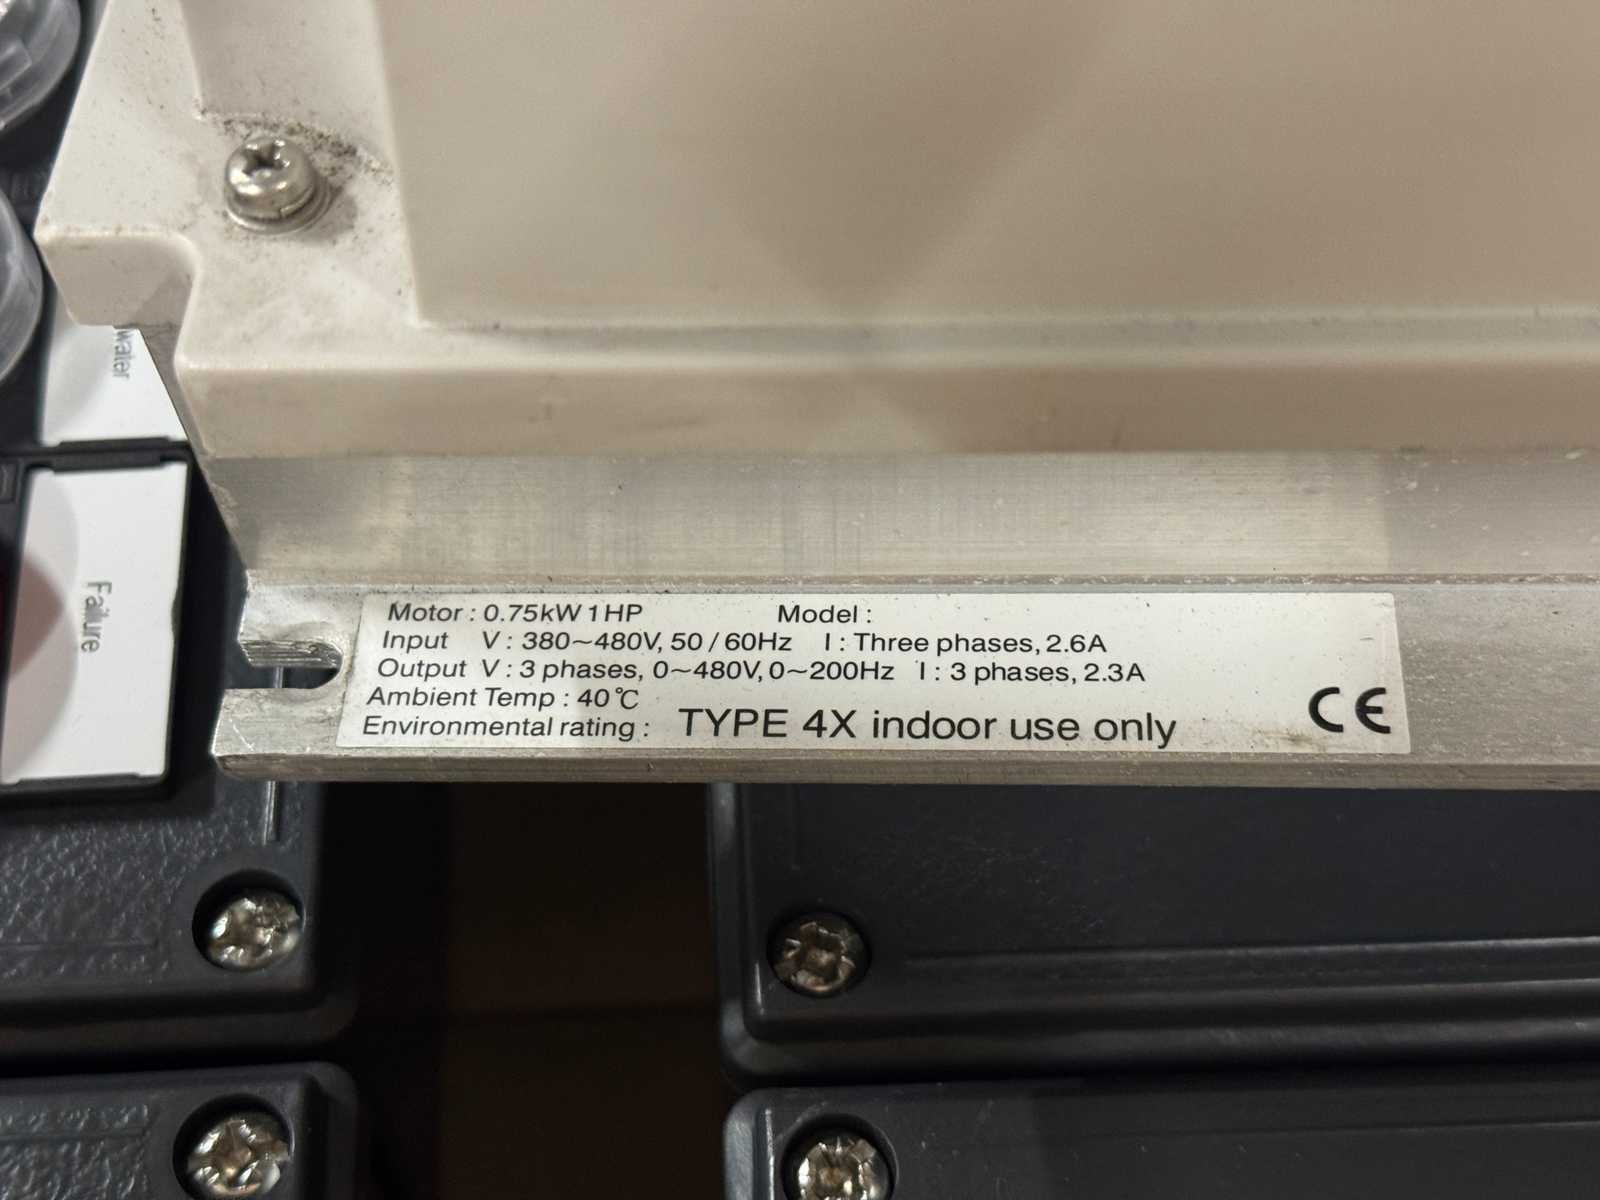 water
Failure
Motor : 0.75kW 1HP Model :
Input V : 380~480V, 50 / 60Hz I : Three phases, 2.6A
Output V : 3 phases, 0~480V, 0~200Hz I : 3 phases, 2.3A
Ambient Temp : 40℃
Environmental rating : TYPE 4X indoor use only
CE